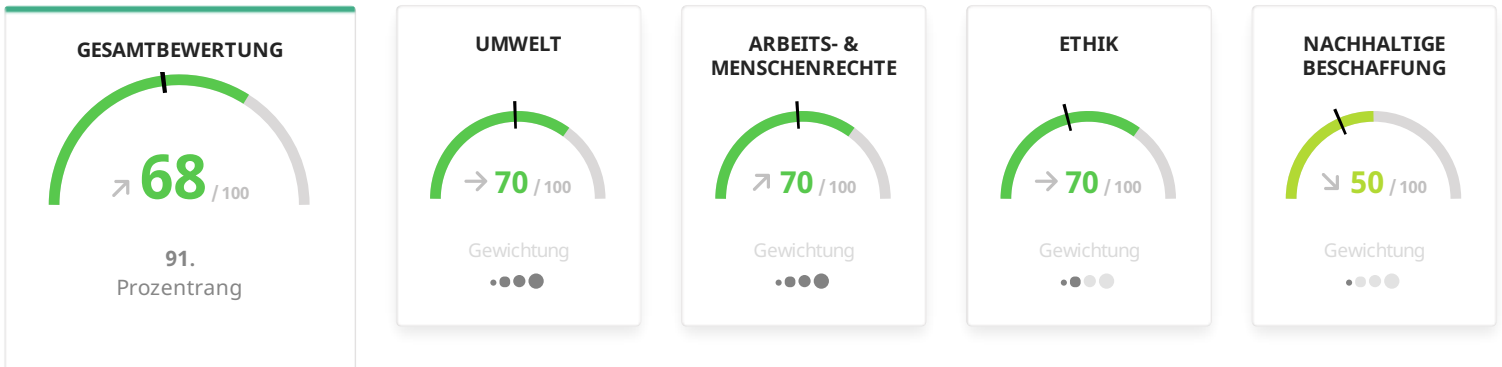 GESAMTBEWERTUNG
68 / 100
91.
Prozentrang
UMWELT
70 / 100
Gewichtung
ARBEITS- &
MENSCHENRECHTE
70 / 100
Gewichtung
ETHIK
70 / 100
Gewichtung
NACHHALTIGE
BESCHAFFUNG
50 / 100
Gewichtung